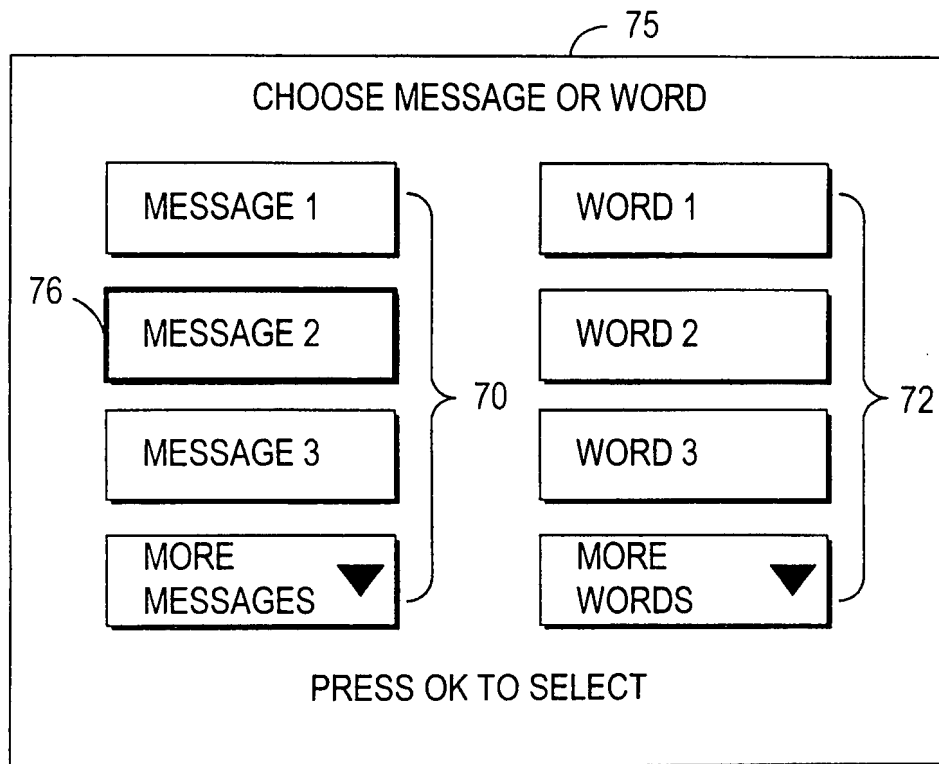 75
CHOOSE MESSAGE OR WORD
MESSAGE 1
WORD 1
76
MESSAGE 2
WORD 2
70
72
MESSAGE 3
WORD 3
MORE
MESSAGES
MORE
WORDS
PRESS OK TO SELECT